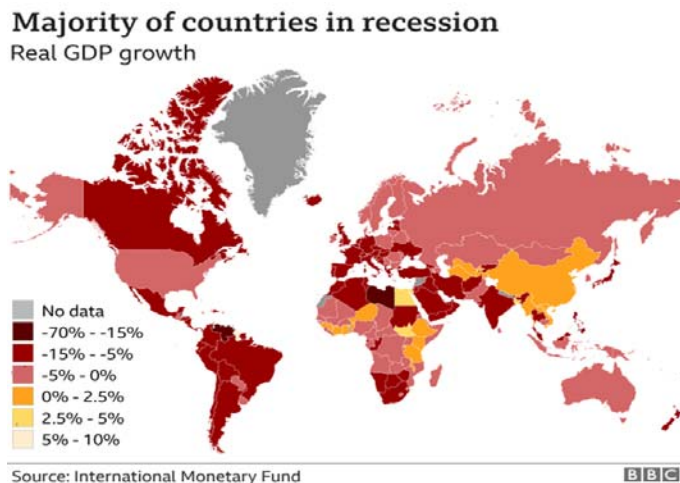 Majority of countries in recession
Real GDP growth
No data
-70% - -15%
-15% - -5%
-5% - 0%
0% - 2.5%
2.5% - 5%
5% - 10%
Source: International Monetary Fund
BBC